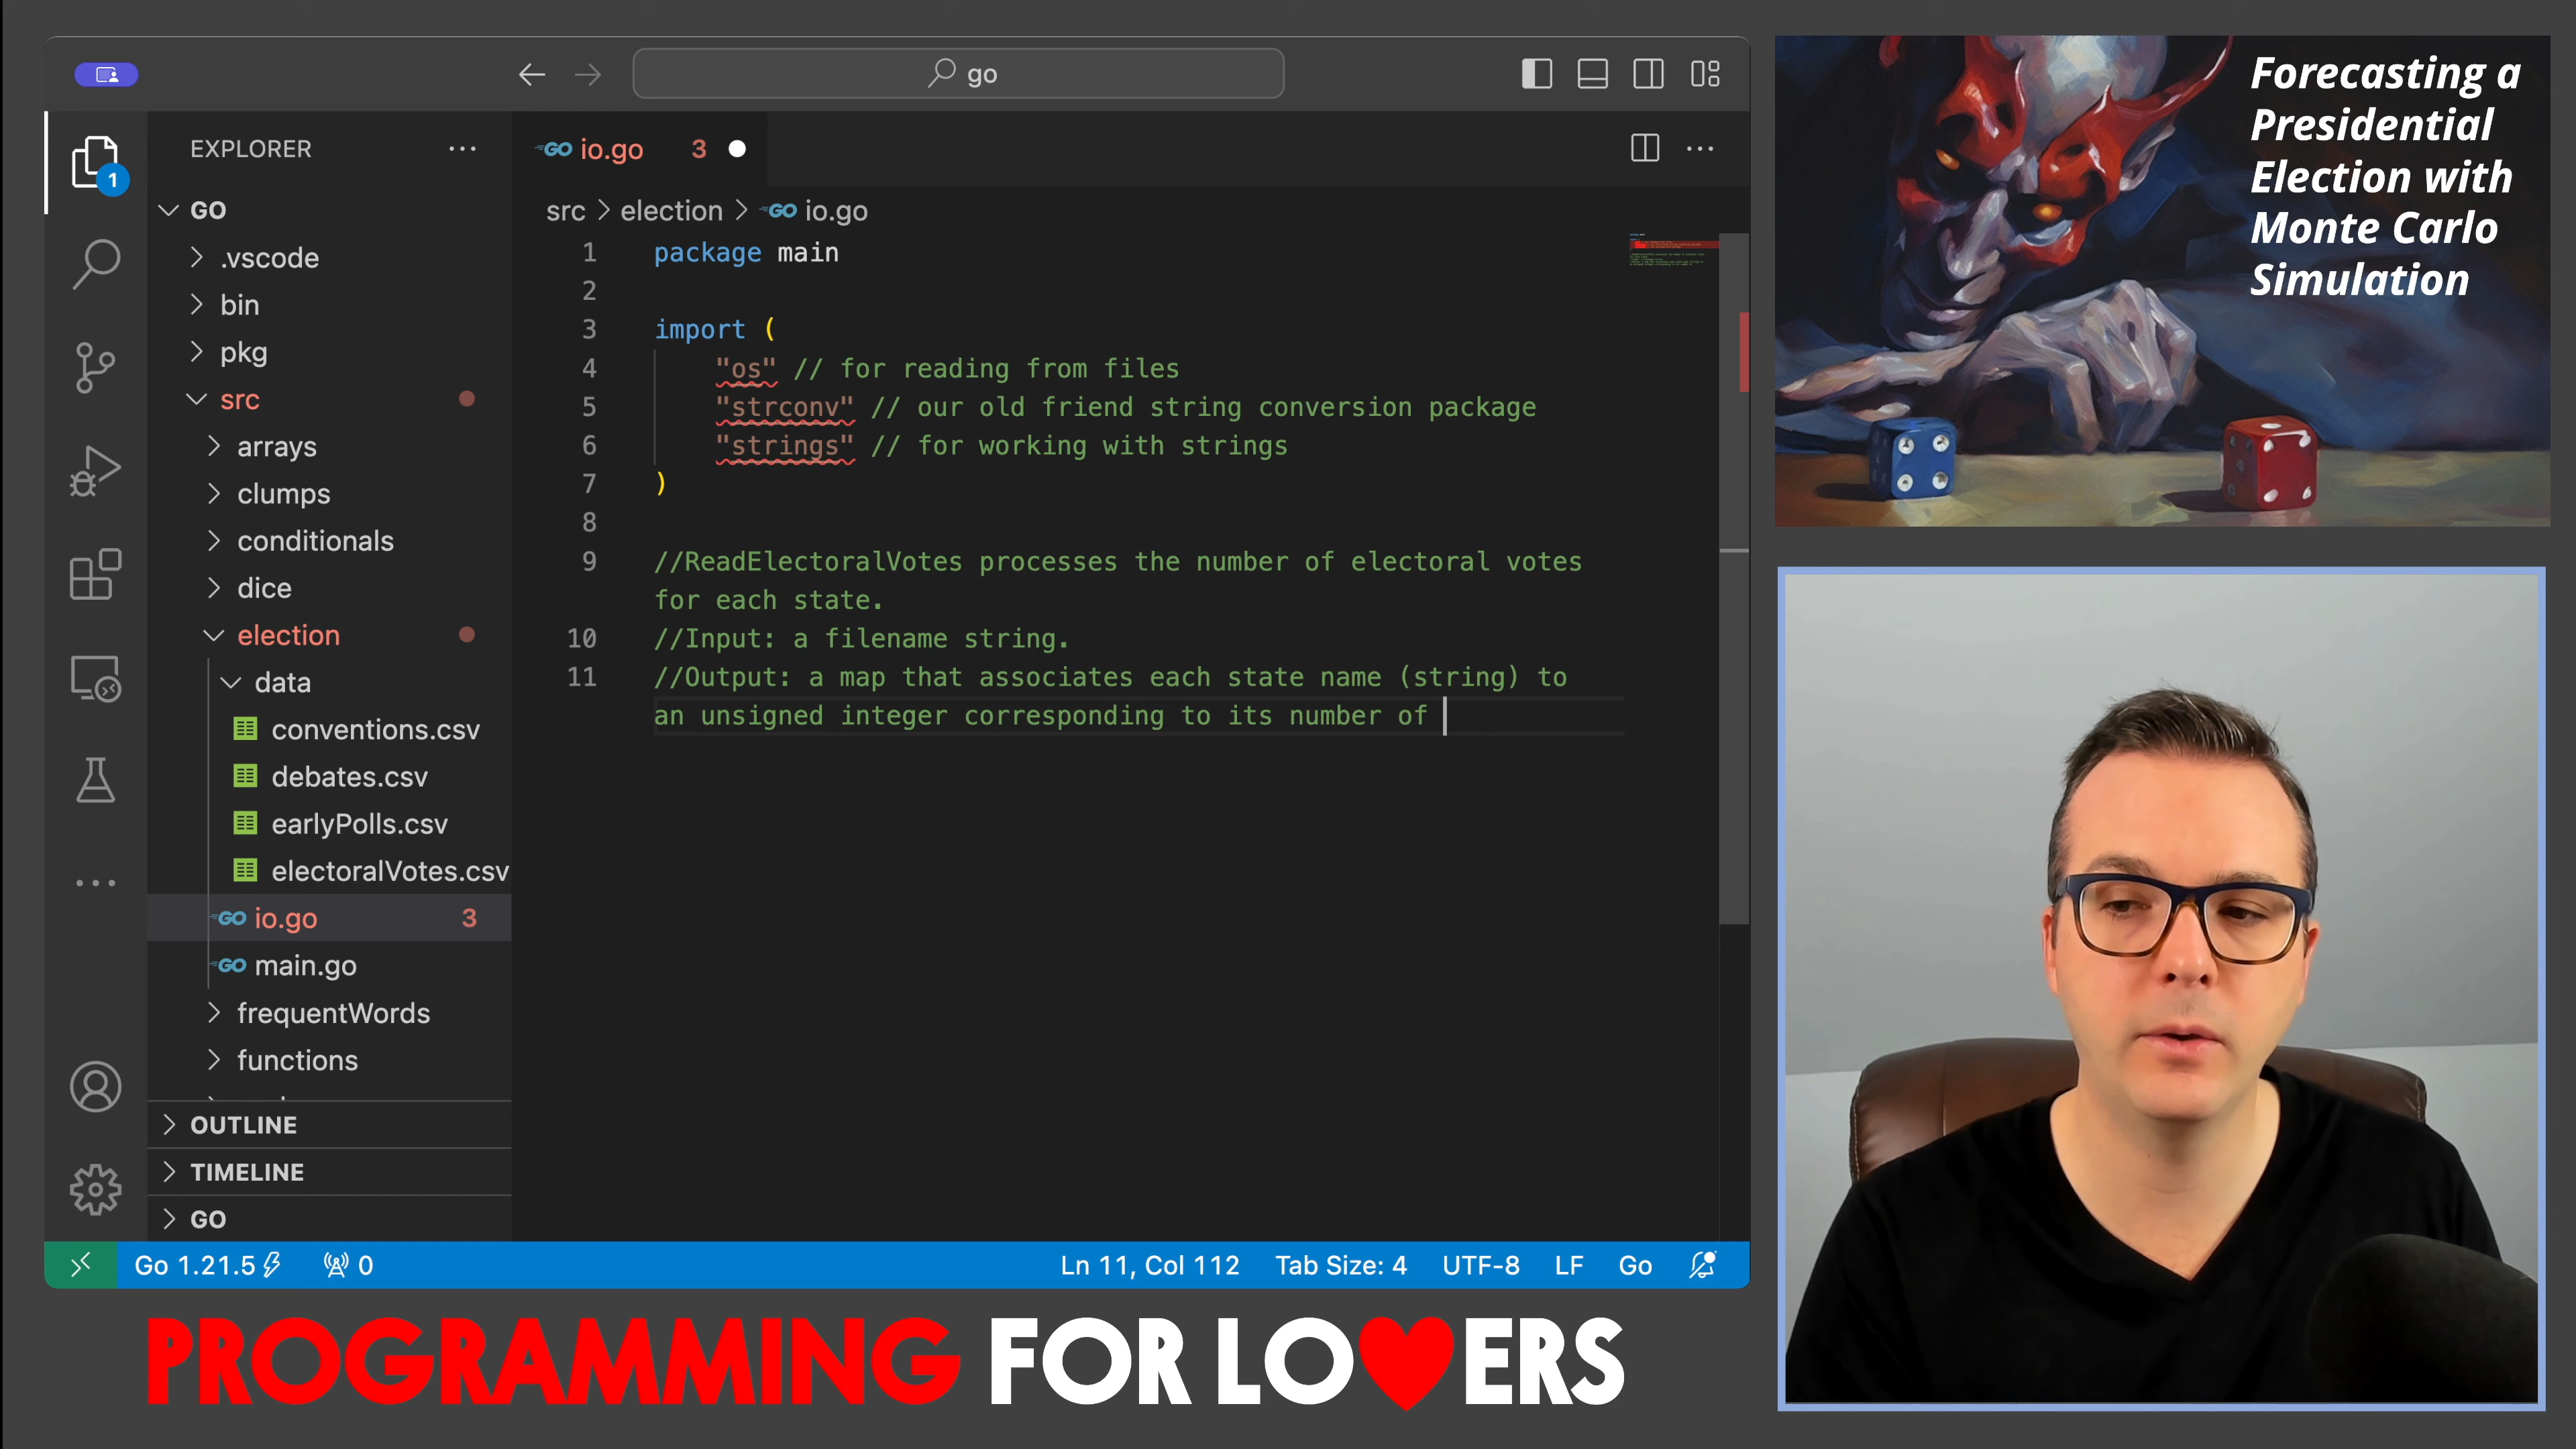 go
EXPLORER
io.go 3
1
GO
src > election > GO io.go
.vscode
bin
pkg
src
arrays
clumps
conditionals
dice
election
data
conventions.csv
debates.csv
earlyPolls.csv
electoralVotes.csv
GO io.go 3
GO main.go
frequentWords
functions
OUTLINE
TIMELINE
GO
1 package main
2
3 import (
4 "os" // for reading from files
5 "strconv" // our old friend string conversion package
6 "strings" // for working with strings
7 )
8
9 //ReadElectoralVotes processes the number of electoral votes
for each state.
10 //Input: a filename string.
11 //Output: a map that associates each state name (string) to
an unsigned integer corresponding to its number of
Go 1.21.5 0 Ln 11, Col 112 Tab Size: 4 UTF-8 LF Go
PROGRAMMING FOR LO♥ERS
Forecasting a
Presidential
Election with
Monte Carlo
Simulation